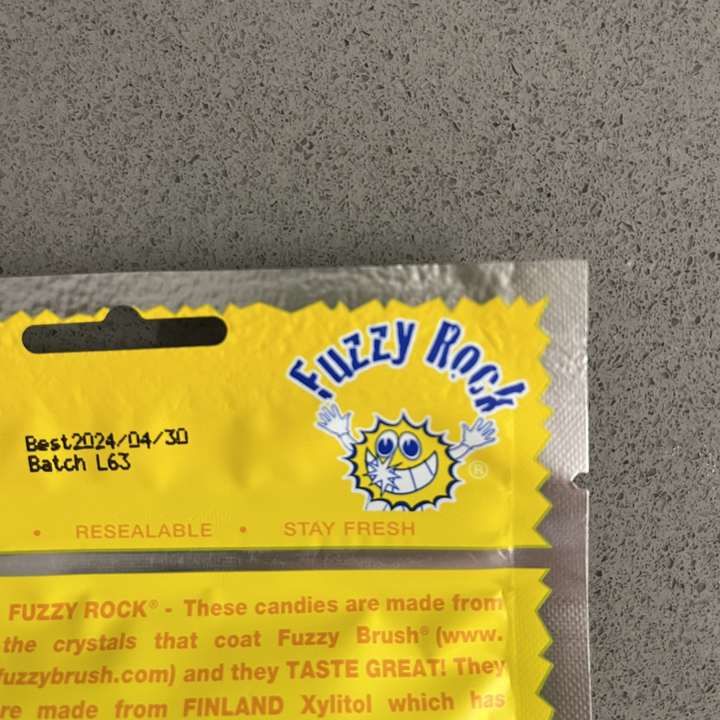 Fuzzy Rock
®
Best2024/04/30
Batch L63
• RESEALABLE • STAY FRESH
FUZZY ROCK® - These candies are made from
the crystals that coat Fuzzy Brush® (www.
fuzzybrush.com) and they TASTE GREAT! They
re made from FINLAND Xylitol which has